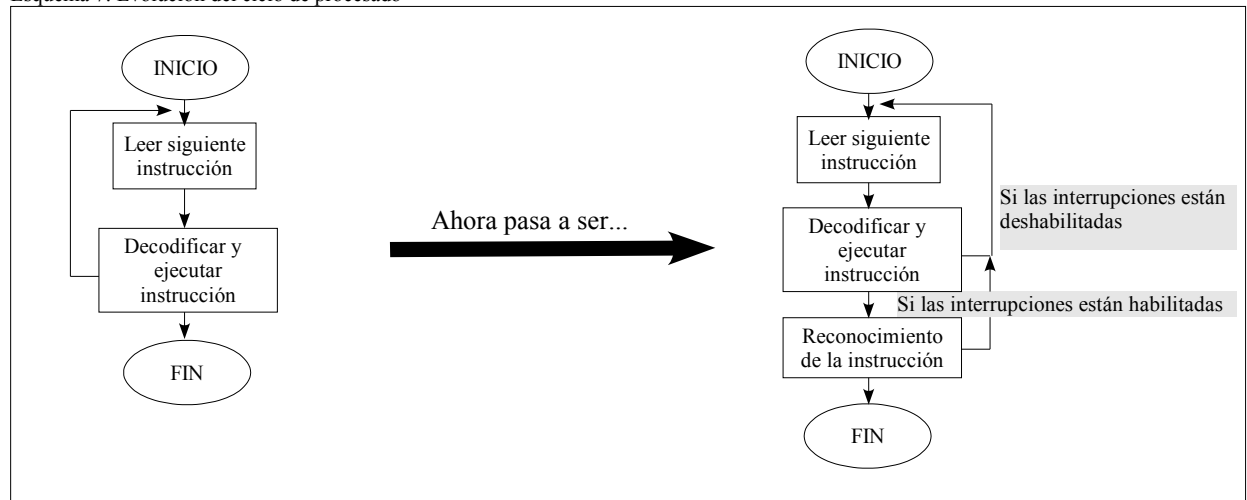 Esquema 7. Evolución del ciclo de procesado
INICIO
Leer siguiente
instrucción
Decodificar y
ejecutar
instrucción
FIN
Ahora pasa a ser...
INICIO
Leer siguiente
instrucción
Si las interrupciones están
deshabilitadas
Decodificar y
ejecutar
instrucción
Si las interrupciones están habilitadas
Reconocimiento
de la instrucción
FIN